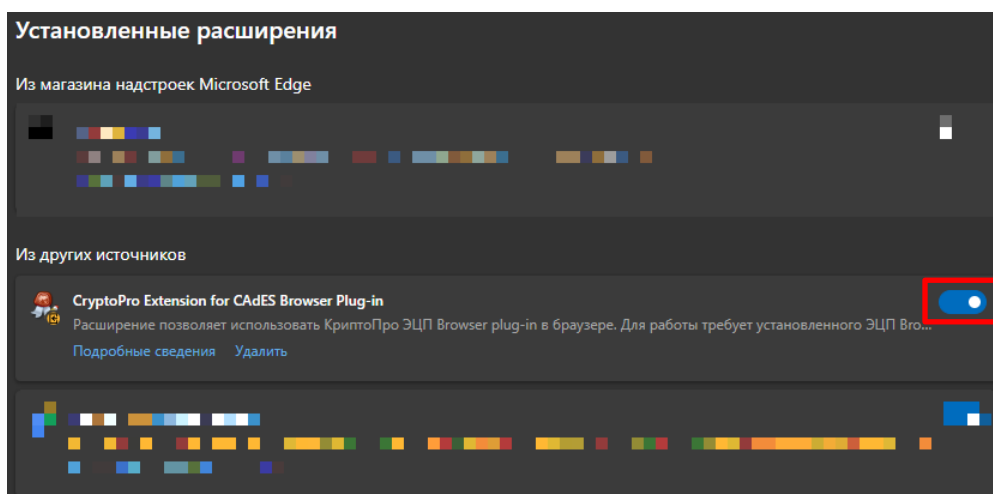 Установленные расширения
Из магазина надстроек Microsoft Edge
Из других источников
CryptoPro Extension for CAdES Browser Plug-in
Расширение позволяет использовать КриптоПро ЭЦП Browser plug-in в браузере. Для работы требует установленного ЭЦП Bro...
Подробные сведения Удалить